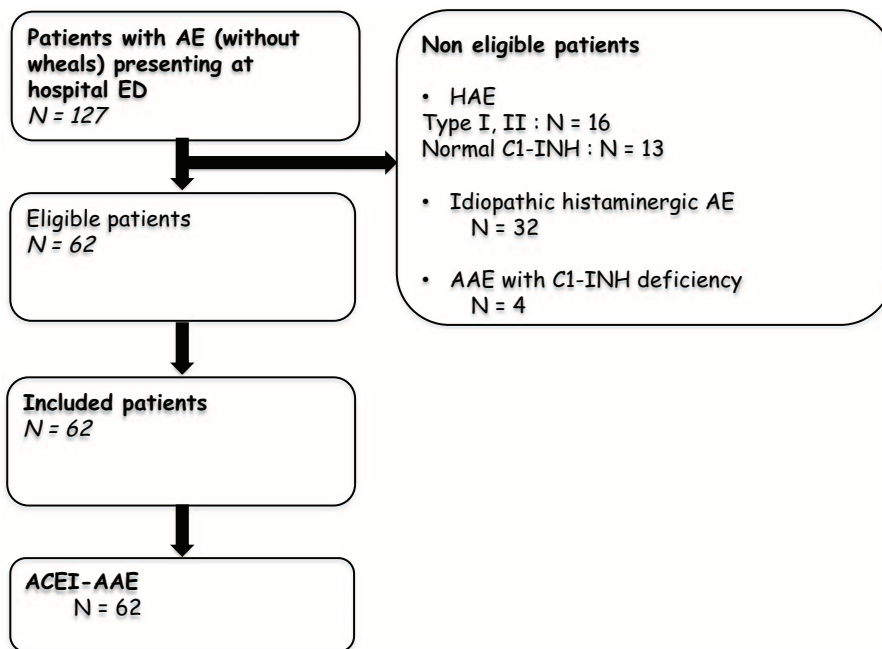 Patients with AE (without
wheals) presenting at
hospital ED
N = 127
Eligible patients
N = 62
Included patients
N = 62
ACEI-AAE
N = 62
Non eligible patients
• HAE
Type I, II : N = 16
Normal C1-INH : N = 13
• Idiopathic histaminergic AE
N = 32
• AAE with C1-INH deficiency
N = 4